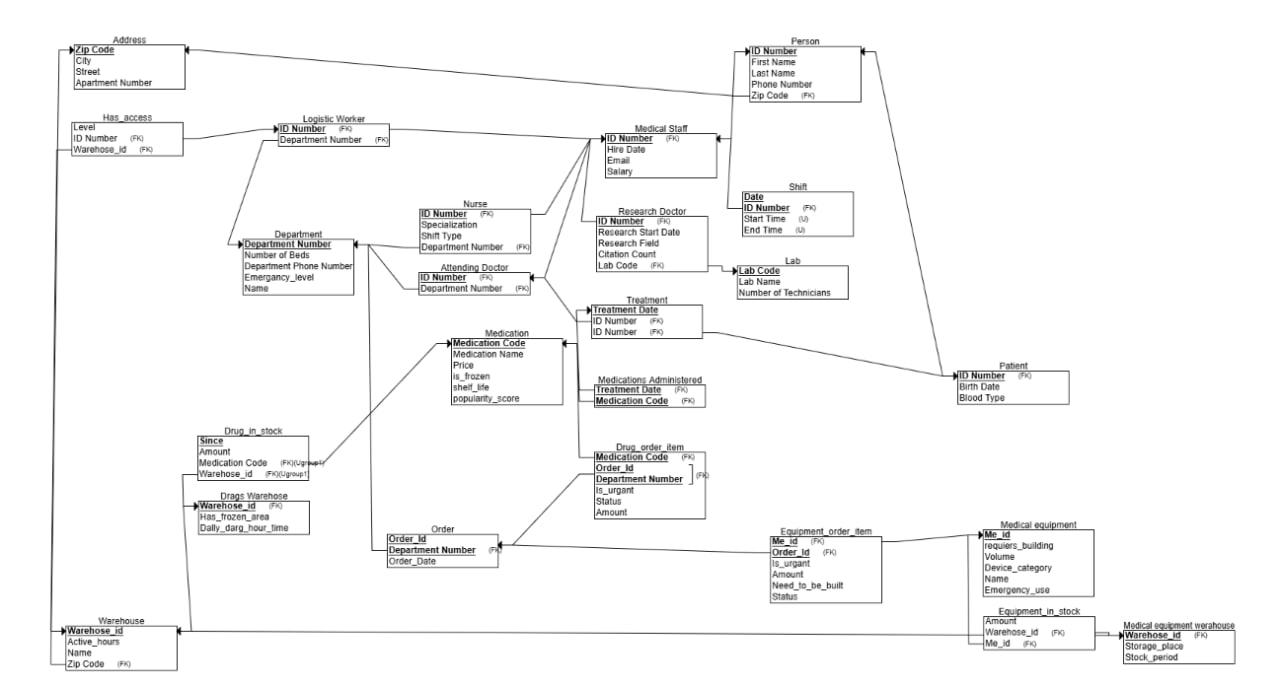 Address
Zip Code
City
Street
Apartment Number
Person
ID Number
First Name
Last Name
Phone Number
Zip Code (FK)
Has_access
Level
ID Number (FK)
Warehose_id (FK)
Logistic Worker
ID Number (FK)
Department Number (FK)
Medical Staff
ID Number (FK)
Hire Date
Email
Salary
Shift
Date
ID Number (FK)
Start Time (U)
End Time (U)
Nurse
ID Number (FK)
Specialization
Shift Type
Department Number (FK)
Research Doctor
ID Number (FK)
Research Start Date
Research Field
Citation Count
Lab Code (FK)
Department
Department Number
Number of Beds
Department Phone Number
Emergancy_level
Name
Attending Doctor
ID Number (FK)
Department Number (FK)
Lab
Lab Code
Lab Name
Number of Technicians
Treatment
Treatment Date
ID Number (FK)
ID Number (FK)
Medication
Medication Code
Medication Name
Price
is_frozen
shelf_life
popularity_score
Patient
ID Number (FK)
Birth Date
Blood Type
Medications Administered
Treatment Date (FK)
Medication Code (FK)
Drug_in_stock
Since
Amount
Medication Code (FK)(Ugroup1)
Warehose_id (FK)(Ugroup1)
Drug_order_item
Medication Code (FK)
Order_Id
Department Number (FK)
Is_urgant
Status
Amount
Drags Warehose
Warehose_id (FK)
Has_frozen_area
Daily_darg_hour_time
Order
Order_Id
Department Number (FK)
Order_Date
Equipment_order_item
Me_id (FK)
Order_Id (FK)
Is_urgant
Amount
Need_to_be_built
Status
Medical equipment
Me_id
requiers_building
Volume
Device_category
Name
Emergency_use
Equipment_in_stock
Amount
Warehose_id (FK)
Me_id (FK)
Warehouse
Warehose_id
Active_hours
Name
Zip Code (FK)
Medical equipment werahouse
Warehose_id (FK)
Storage_place
Stock_period